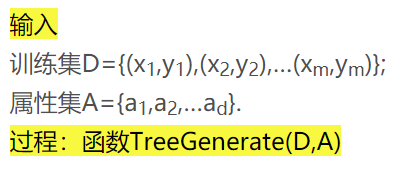 输入
训练集D={(x1,y1),(x2,y2),...(xm,ym)};
属性集A={a1,a2,...ad}.
过程：函数TreeGenerate(D,A)